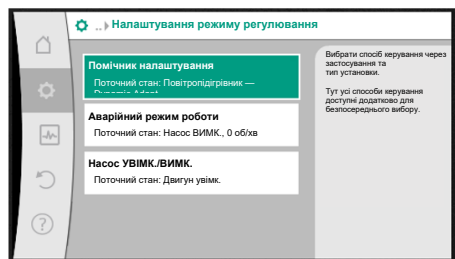 .. Налаштування режиму регулювання
Помічник налаштування
Поточний стан: Повітропідігрівник —
Dynamic Adapt
Аварійний режим роботи
Поточний стан: Насос ВИМК., 0 об/хв
Насос УВІМК./ВИМК.
Поточний стан: Двигун увімк.
Вибрати спосіб керування через
застосування та
тип установки.
Тут усі способи керування
доступні додатково для
безпосереднього вибору.